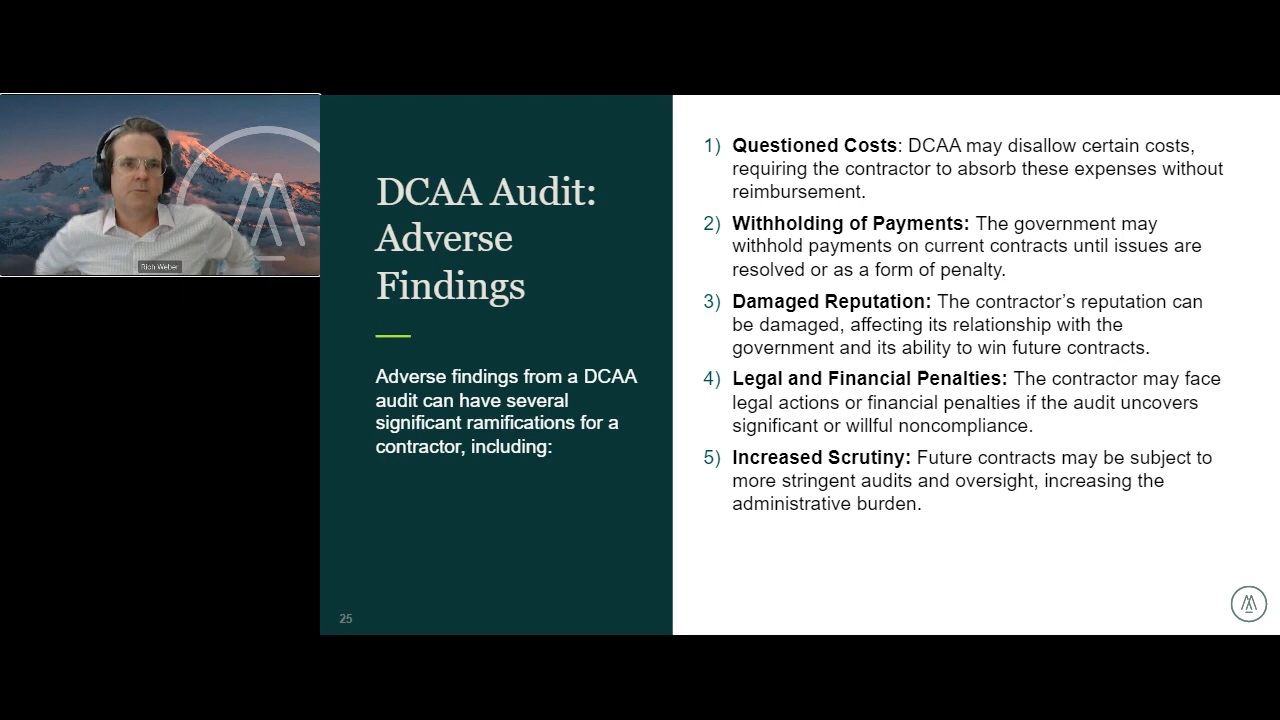 Rich Weber
DCAA Audit:
Adverse
Findings
Adverse findings from a DCAA
audit can have several
significant ramifications for a
contractor, including:
25
1) Questioned Costs: DCAA may disallow certain costs,
requiring the contractor to absorb these expenses without
reimbursement.
2) Withholding of Payments: The government may
withhold payments on current contracts until issues are
resolved or as a form of penalty.
3) Damaged Reputation: The contractor’s reputation can
be damaged, affecting its relationship with the
government and its ability to win future contracts.
4) Legal and Financial Penalties: The contractor may face
legal actions or financial penalties if the audit uncovers
significant or willful noncompliance.
5) Increased Scrutiny: Future contracts may be subject to
more stringent audits and oversight, increasing the
administrative burden.